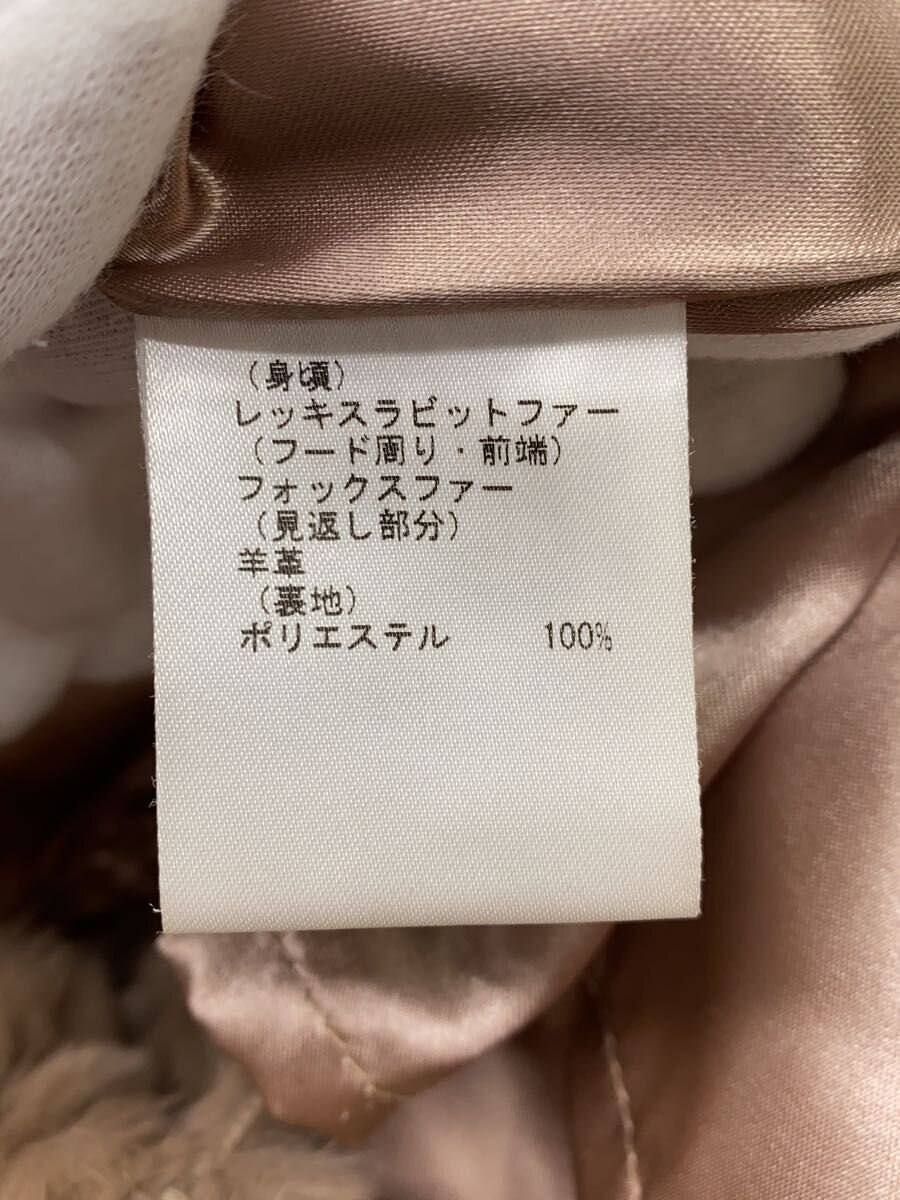 (身頃)
レッキスラビットファー
(フード周り・前端)
フォックスファー
(見返し部分)
羊革
(裏地)
ポリエステル 100%